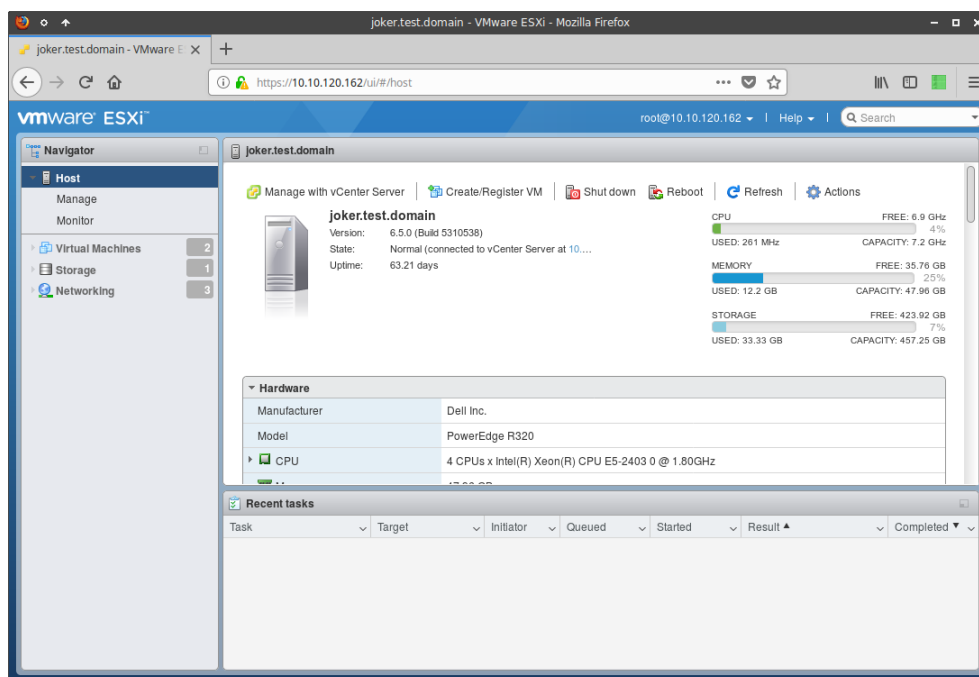 joker.test.domain - VMware ESXi - Mozilla Firefox
joker.test.domain - VMware E
https://10.10.120.162/ui/#/host
vmware ESXi™
root@10.10.120.162 | Help | Search
Navigator
joker.test.domain
Host
Manage
Monitor
Virtual Machines 2
Storage 1
Networking 3
Manage with vCenter Server | Create/Register VM | Shut down Reboot | Refresh | Actions
joker.test.domain
Version: 6.5.0 (Build 5310538)
State: Normal (connected to vCenter Server at 10....
Uptime: 63.21 days
CPU FREE: 6.9 GHz
4%
USED: 261 MHz CAPACITY: 7.2 GHz
MEMORY FREE: 35.76 GB
25%
USED: 12.2 GB CAPACITY: 47.96 GB
STORAGE FREE: 423.92 GB
7%
USED: 33.33 GB CAPACITY: 457.25 GB
Hardware
Manufacturer Dell Inc.
Model PowerEdge R320
CPU 4 CPUs x Intel(R) Xeon(R) CPU E5-2403 0 @ 1.80GHz
Recent tasks
Task Target Initiator Queued Started Result Completed